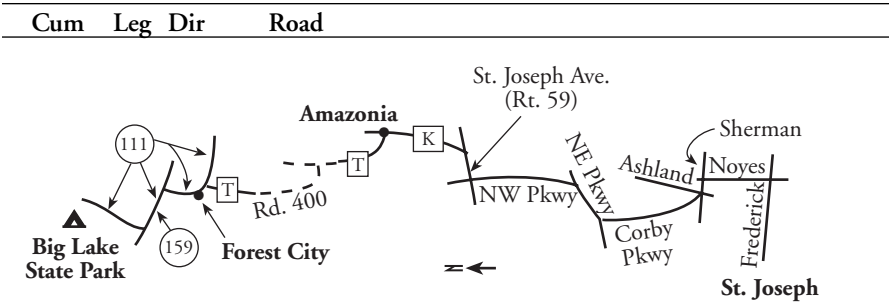 Cum Leg Dir Road
St. Joseph Ave.
(Rt. 59)
Amazonia
Sherman
111
K
NE Pkwy
Ashland
Noyes
T
T
Rd. 400
NW Pkwy
Frederick
159
Forest City
Corby
Pkwy
Big Lake
State Park
N
St. Joseph